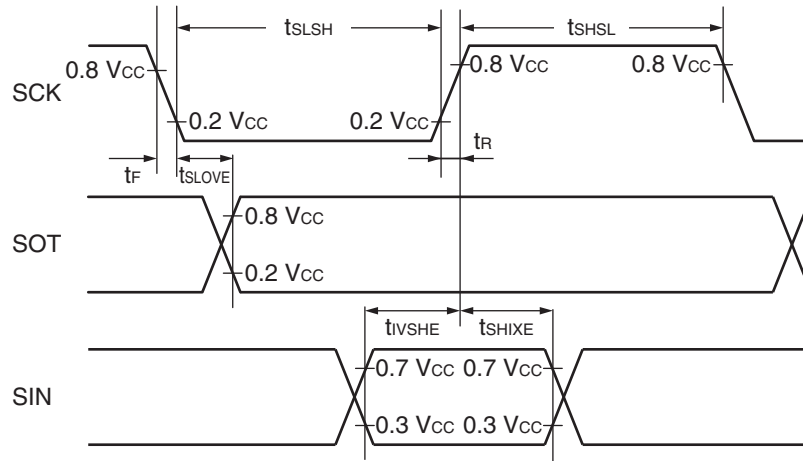 tSLSH tSHSL
SCK 0.8 VCC 0.8 VCC 0.8 VCC
0.2 VCC 0.2 VCC
tF tSLOVE tR
SOT 0.8 VCC
0.2 VCC
tIVSHE tSHIXE
SIN 0.7 VCC 0.7 VCC
0.3 VCC 0.3 VCC